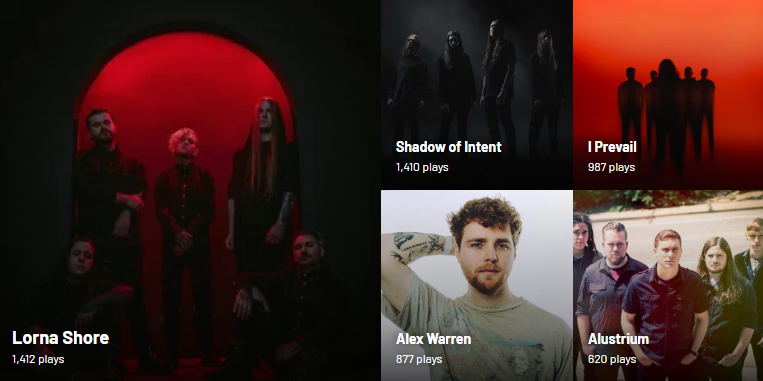 Lorna Shore
1,412 plays
Shadow of Intent
1,410 plays
I Prevail
987 plays
Alex Warren
877 plays
Alustrium
620 plays